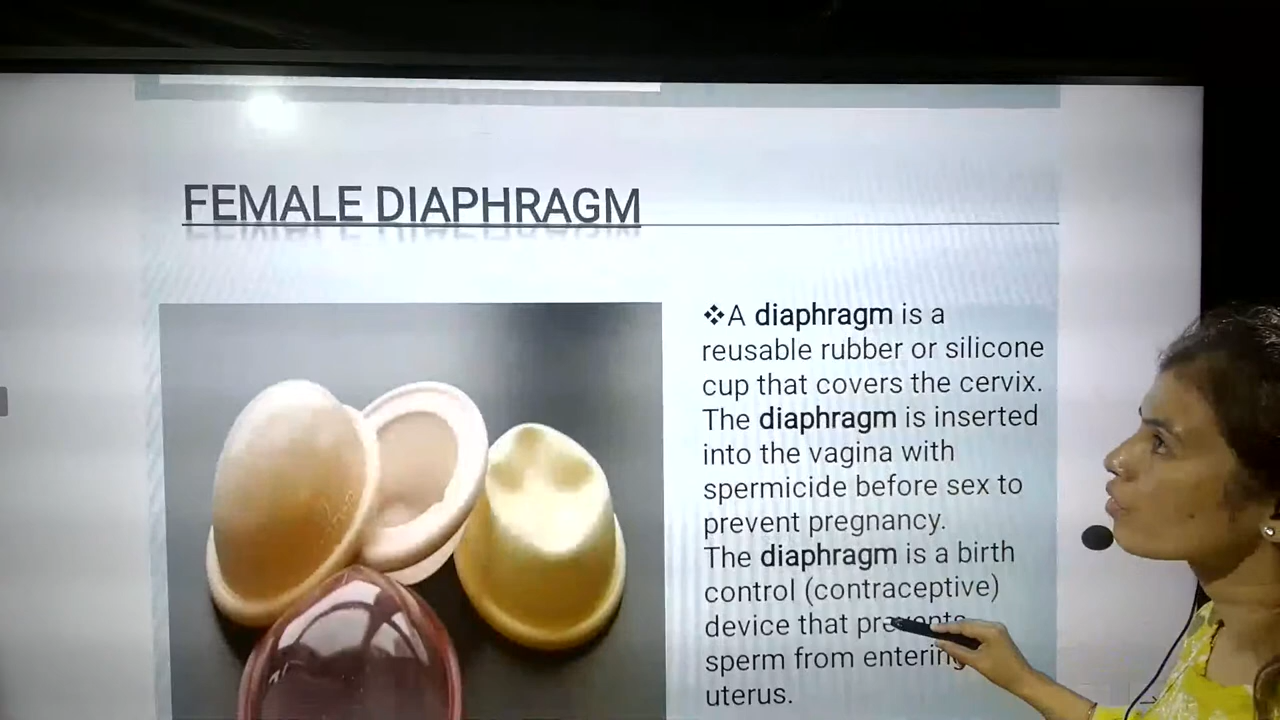 FEMALE DIAPHRAGM
❖A diaphragm is a
reusable rubber or silicone
cup that covers the cervix.
The diaphragm is inserted
into the vagina with
spermicide before sex to
prevent pregnancy.
The diaphragm is a birth
control (contraceptive)
device that prevents
sperm from entering
uterus.